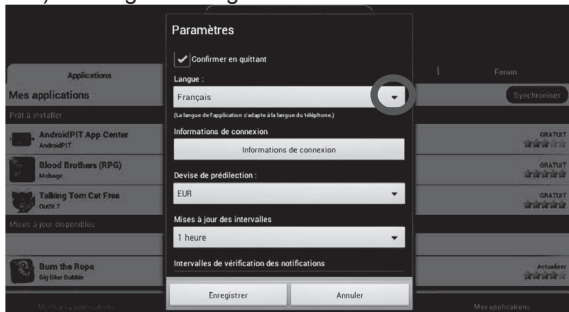 Paramètres
Confirmer en quittant
Langue :
Français
(La langue de l'application s'adapte à la langue du téléphone.)
Informations de connexion
Informations de connexion
Devise de prédilection :
EUR
Mises à jour des intervalles
1 heure
Intervalles de vérification des notifications
Enregistrer
Annuler
Applications
Forum
Mes applications
Synchroniser
Prêt à installer
AndroidPIT App Center
AndroidPIT
GRATUIT
Blood Brothers (RPG)
Mobage
GRATUIT
Talking Tom Cat Free
Outfit 7
GRATUIT
Mises à jour disponibles
Burn the Rope
Big Blue Bubble
Actualiser
Mes applications